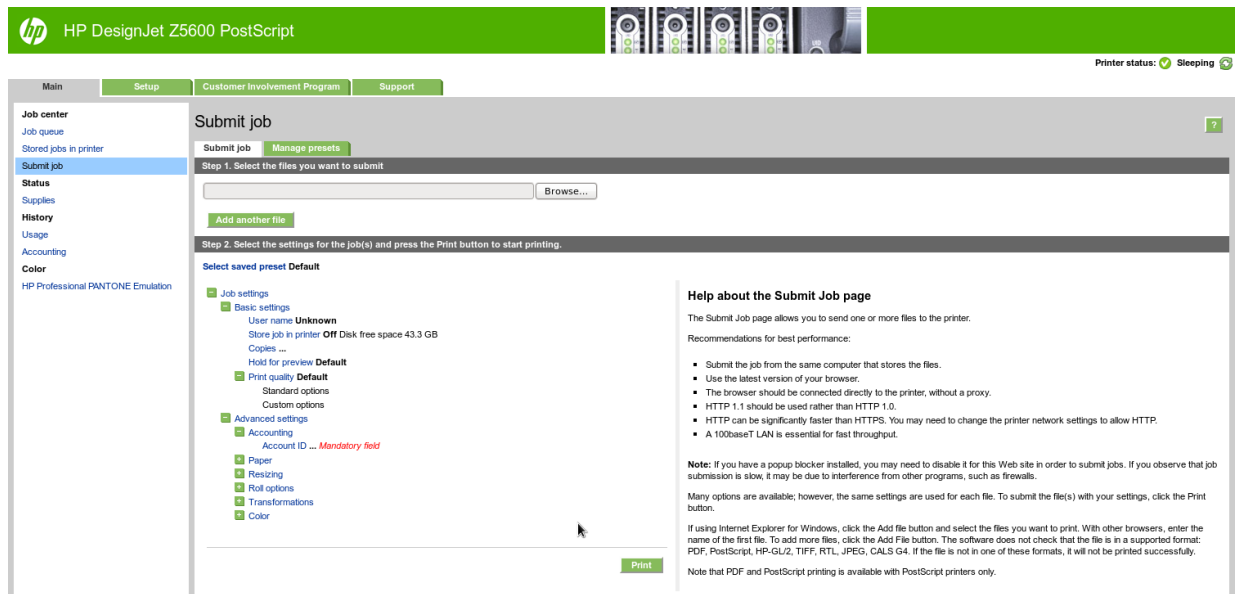 hp HP DesignJet Z5600 PostScript
Printer status: Sleeping
Main Setup Customer Involvement Program Support
Job center
Job queue
Stored jobs in printer
Submit job
Status
Supplies
History
Usage
Accounting
Color
HP Professional PANTONE Emulation
Submit job
?
Submit job Manage presets
Step 1. Select the files you want to submit
Browse...
Add another file
Step 2. Select the settings for the job(s) and press the Print button to start printing.
Select saved preset Default
Job settings
Basic settings
User name Unknown
Store job in printer Off Disk free space 43.3 GB
Copies ...
Hold for preview Default
Print quality Default
Standard options
Custom options
Advanced settings
Accounting
Account ID ... Mandatory field
Paper
Resizing
Roll options
Transformations
Color
Print
Help about the Submit Job page
The Submit Job page allows you to send one or more files to the printer.
Recommendations for best performance:
Submit the job from the same computer that stores the files.
Use the latest version of your browser.
The browser should be connected directly to the printer, without a proxy.
HTTP 1.1 should be used rather than HTTP 1.0.
HTTP can be significantly faster than HTTPS. You may need to change the printer network settings to allow HTTP.
A 100baseT LAN is essential for fast throughput.
Note: If you have a popup blocker installed, you may need to disable it for this Web site in order to submit jobs. If you observe that job
submission is slow, it may be due to interference from other programs, such as firewalls.
Many options are available; however, the same settings are used for each file. To submit the file(s) with your settings, click the Print
button.
If using Internet Explorer for Windows, click the Add file button and select the files you want to print. With other browsers, enter the
name of the first file. To add more files, click the Add File button. The software does not check that the file is in a supported format:
PDF, PostScript, HP-GL/2, TIFF, RTL, JPEG, CALS G4. If the file is not in one of these formats, it will not be printed successfully.
Note that PDF and PostScript printing is available with PostScript printers only.